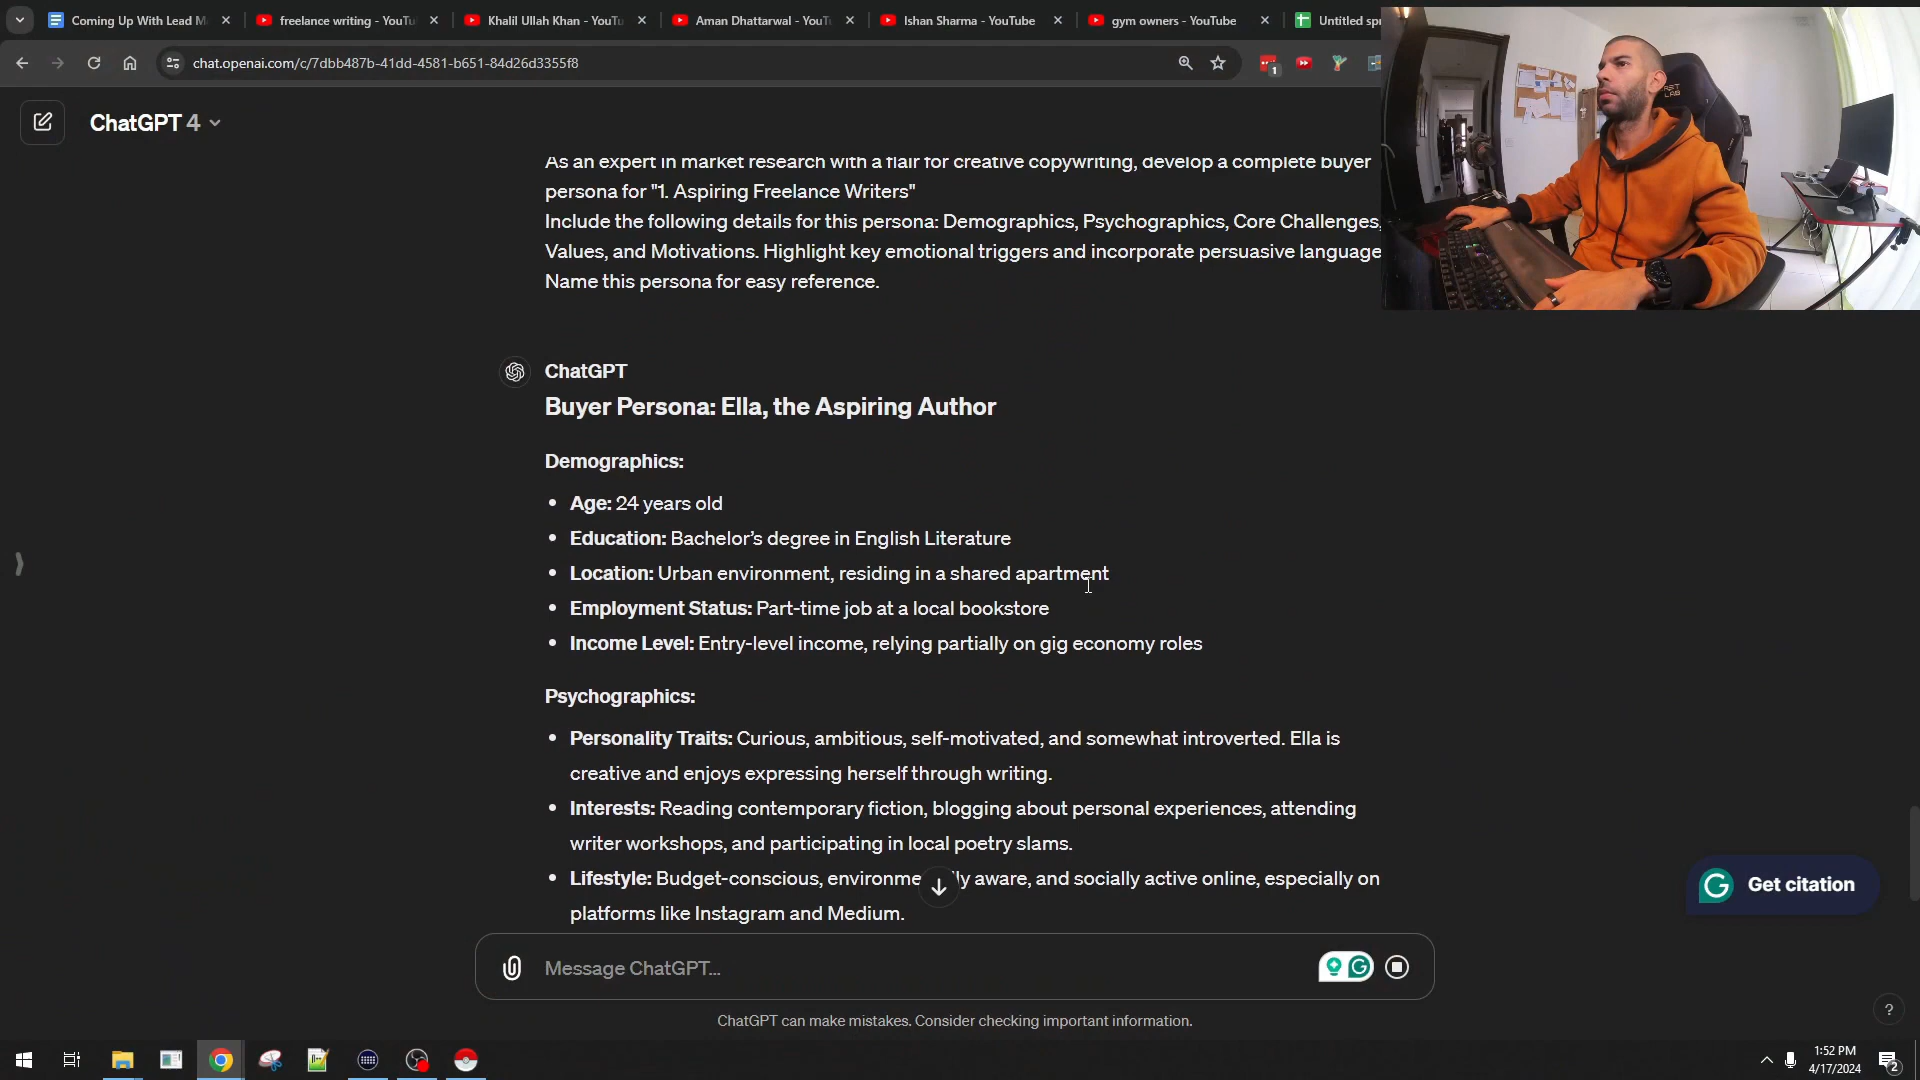 Coming Up With Lead M
freelance writing - YouTu
Khalil Ullah Khan - YouTu
Aman Dhattarwal - YouT
Ishan Sharma - YouTube
gym owners - YouTube
Untitled spr
chat.openai.com/c/7dbb487b-41dd-4581-b651-84d26d3355f8
1
ChatGPT 4
As an expert in market research with a flair for creative copywriting, develop a complete buyer
persona for "1. Aspiring Freelance Writers"
Include the following details for this persona: Demographics, Psychographics, Core Challenges,
Values, and Motivations. Highlight key emotional triggers and incorporate persuasive language
Name this persona for easy reference.
ChatGPT
Buyer Persona: Ella, the Aspiring Author
Demographics:
• Age: 24 years old
• Education: Bachelor’s degree in English Literature
• Location: Urban environment, residing in a shared apartment
• Employment Status: Part-time job at a local bookstore
• Income Level: Entry-level income, relying partially on gig economy roles
Psychographics:
• Personality Traits: Curious, ambitious, self-motivated, and somewhat introverted. Ella is
creative and enjoys expressing herself through writing.
• Interests: Reading contemporary fiction, blogging about personal experiences, attending
writer workshops, and participating in local poetry slams.
• Lifestyle: Budget-conscious, environme ly aware, and socially active online, especially on
platforms like Instagram and Medium.
Get citation
Message ChatGPT...
ChatGPT can make mistakes. Consider checking important information.
?
1:52 PM
4/17/2024
2